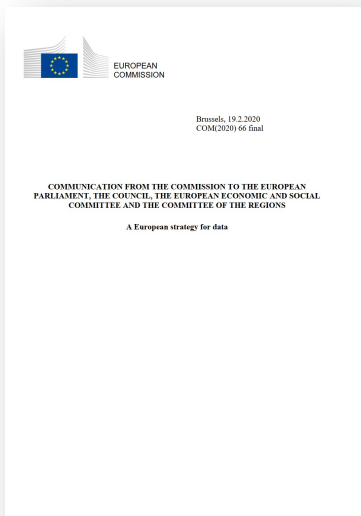 EUROPEAN
COMMISSION
Brussels, 19.2.2020
COM(2020) 66 final
COMMUNICATION FROM THE COMMISSION TO THE EUROPEAN
PARLIAMENT, THE COUNCIL, THE EUROPEAN ECONOMIC AND SOCIAL
COMMITTEE AND THE COMMITTEE OF THE REGIONS
A European strategy for data